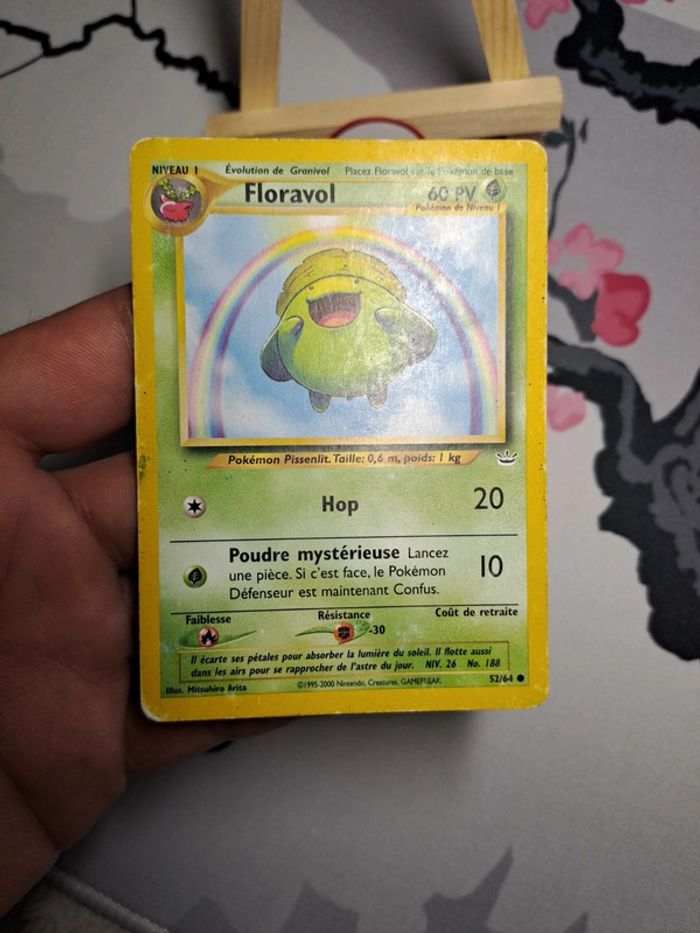 NIVEAU 1 Évolution de Granivol Placez Floravol sur le Pokémon de base
Floravol 60 PV
Pokémon de Niveau 1
Pokémon Pissenlit. Taille: 0,6 m, poids: 1 kg
Hop 20
Poudre mystérieuse Lancez
une pièce. Si c'est face, le Pokémon
Défenseur est maintenant Confus.
10
Faiblesse Résistance Coût de retraite
-30
Il écarte ses pétales pour absorber la lumière du soleil. Il flotte aussi
dans les airs pour se rapprocher de l'astre du jour. NIV. 26 No. 188
Illus. Mitsuhiro Arita ©1995-2000 Nintendo, Creatures, GAMEFREAK. 52/64